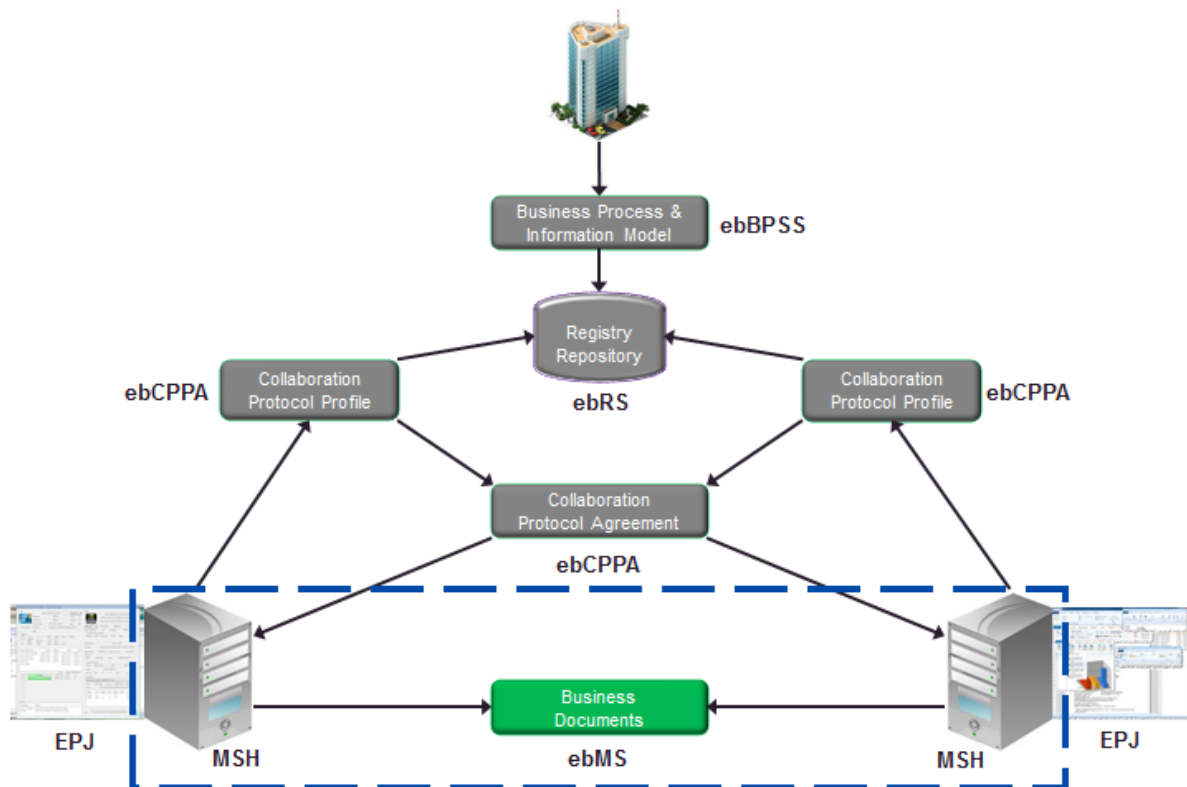 Business Process &
Information Model
ebBPSS
Registry
Repository
ebRS
ebCPPA
Collaboration
Protocol Profile
Collaboration
Protocol Profile
ebCPPA
Collaboration
Protocol Agreement
ebCPPA
Business
Documents
ebMS
EPJ
MSH
MSH
EPJ